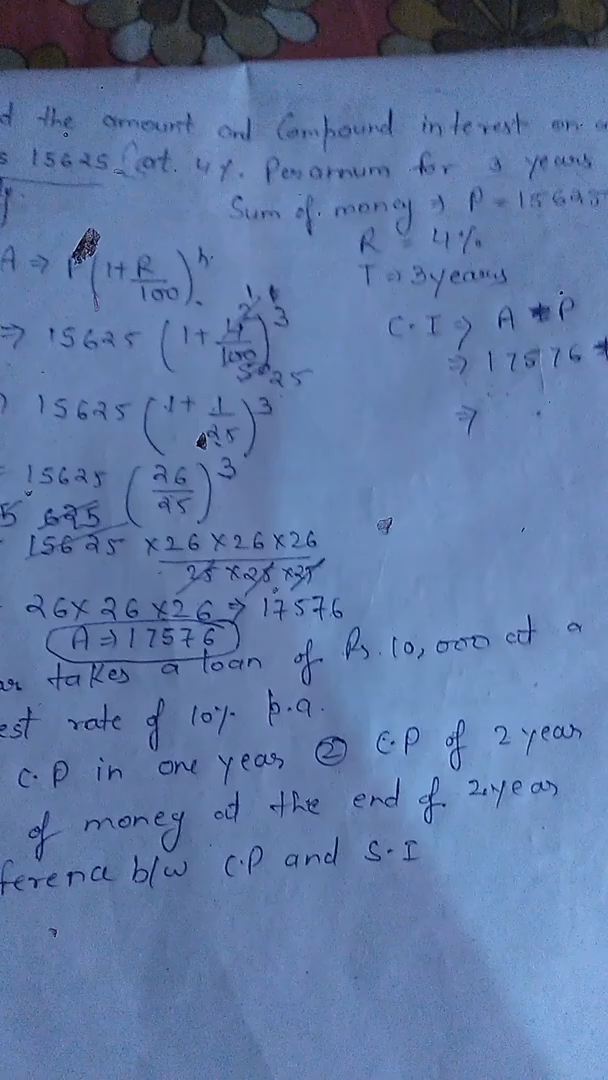 d the amount and Compound interest on a
s 15625 (at. 4%. Per annum for 3 years
Sum of. money ⇒ P = 15625
R = 4%
T ⇒ 3 years
A ⇒ P(1+R/100)^n.
⇒ 15625 (1+4/100)^3
25
C.I ⇒ A P
⇒ 17576
⇒
15625 (1+1/25)^3
15625 (26/25)^3
5 625
15625 ×26×26×26
25×25×25
26×26×26 ⇒ 17576
A ⇒ 17576
ar takes a loan of Rs. 10,000 at a
est rate of 10% p.a.
C.P in one year ② C.P of 2 year
of money at the end of 2 year
ference b/w C.P and S.I